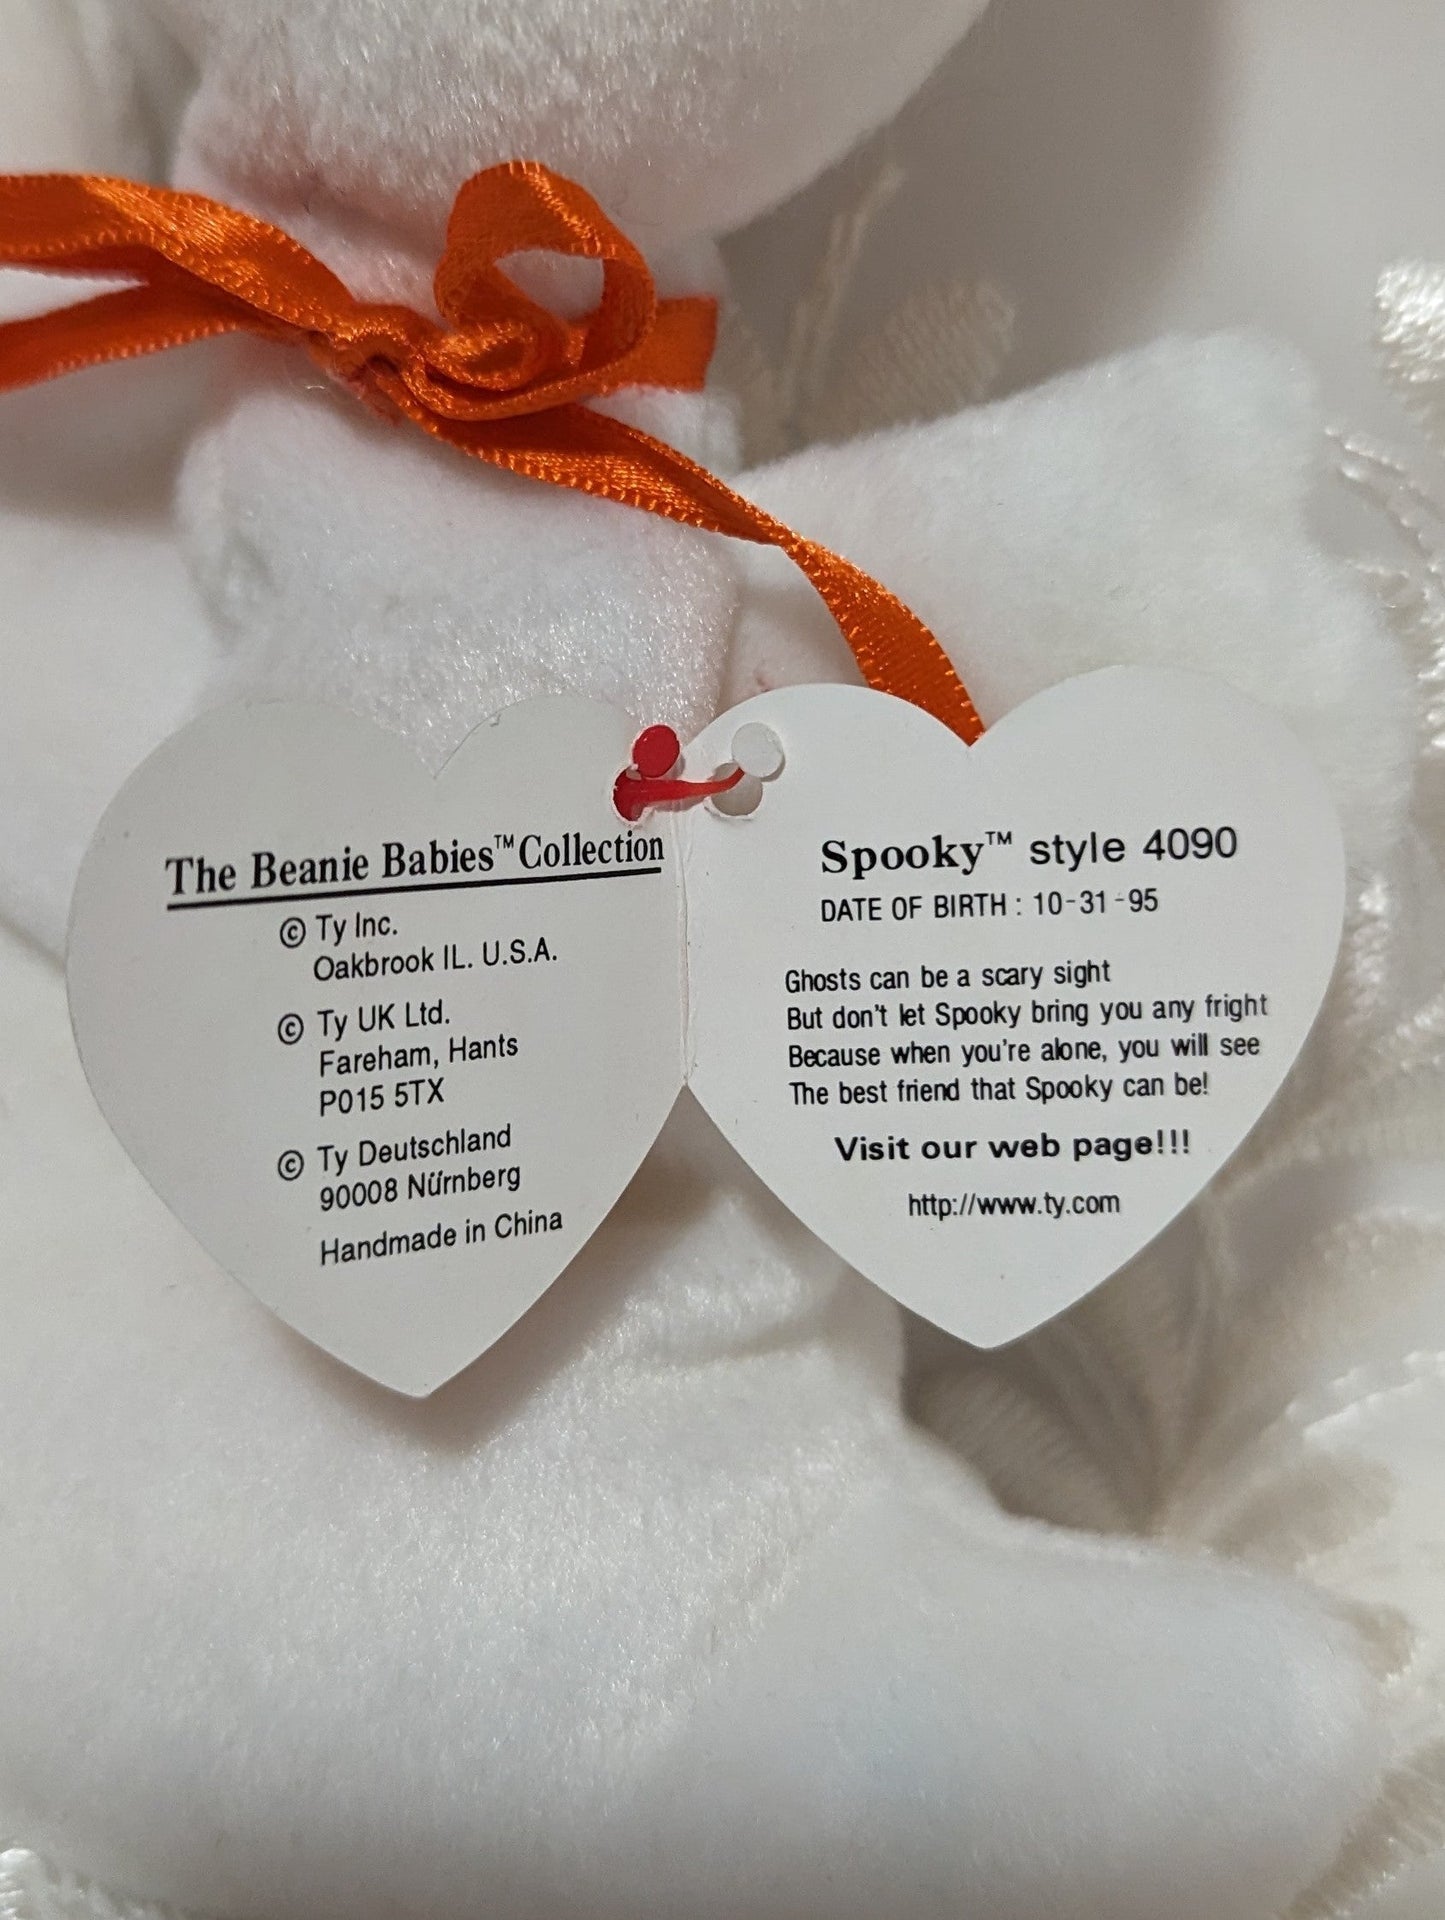 The Beanie Babies™ Collection
© Ty Inc.
Oakbrook IL. U.S.A.
© Ty UK Ltd.
Fareham, Hants
P015 5TX
© Ty Deutschland
90008 Nürnberg
Handmade in China
Spooky™ style 4090
DATE OF BIRTH : 10-31-95
Ghosts can be a scary sight
But don't let Spooky bring you any fright
Because when you're alone, you will see
The best friend that Spooky can be!
Visit our web page!!!
http://www.ty.com